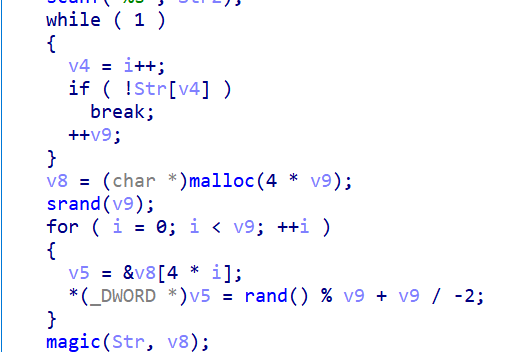 while ( 1 )
{
v4 = i++;
if ( !Str[v4] )
break;
++v9;
}
v8 = (char *)malloc(4 * v9);
srand(v9);
for ( i = 0; i < v9; ++i )
{
v5 = &v8[4 * i];
*(_DWORD *)v5 = rand() % v9 + v9 / -2;
}
magic(Str, v8);